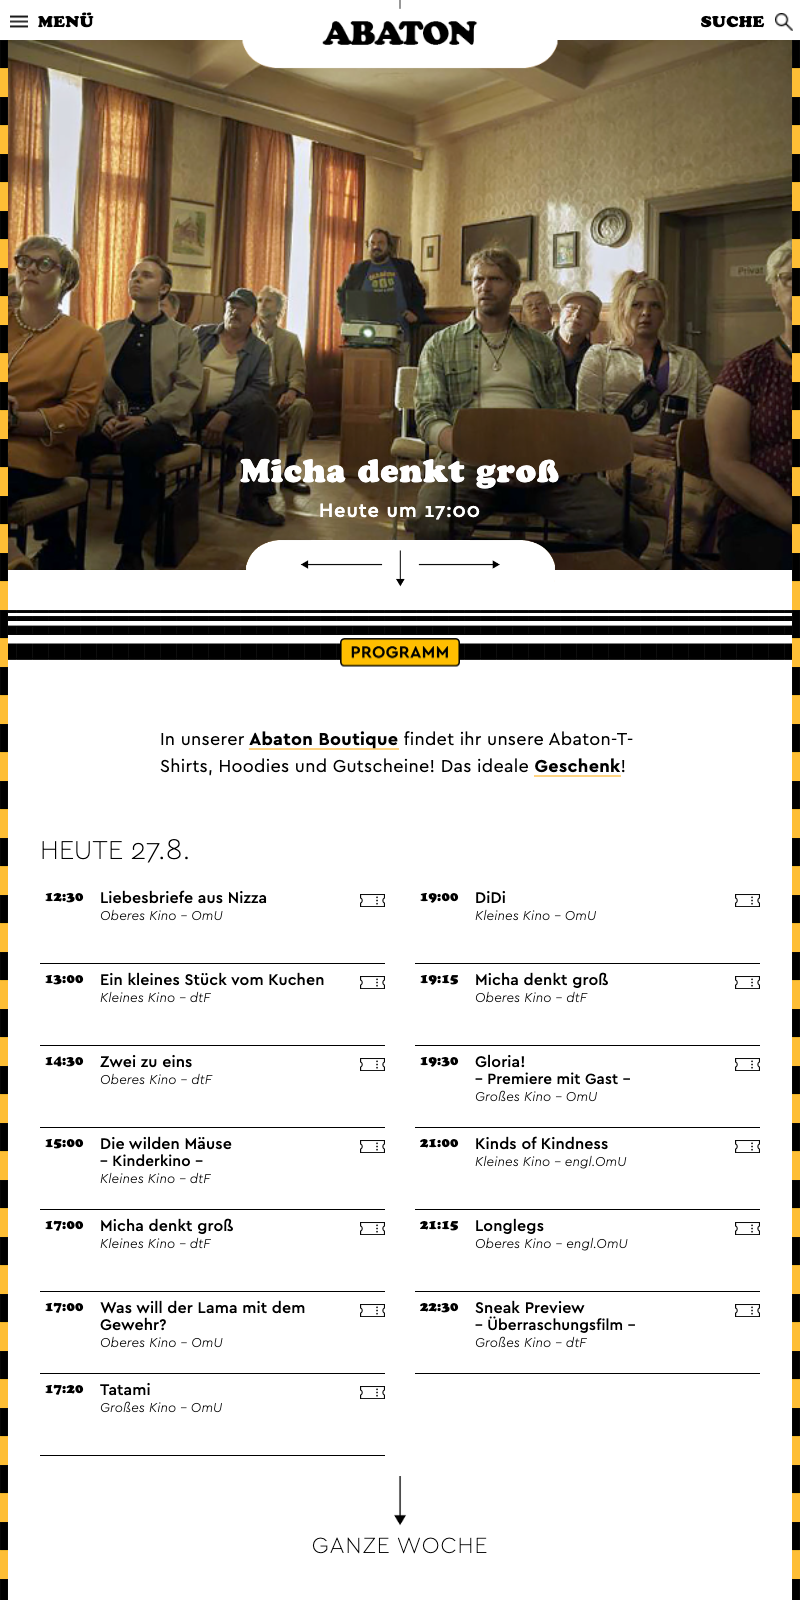 MENÜ
ABATON
SUCHE
Privat
Micha denkt groß
Heute um 17:00
PROGRAMM
In unserer Abaton Boutique findet ihr unsere Abaton-T-
Shirts, Hoodies und Gutscheine! Das ideale Geschenk!
HEUTE 27.8.
12:30 Liebesbriefe aus Nizza
Oberes Kino – OmU
13:00 Ein kleines Stück vom Kuchen
Kleines Kino – dtF
14:30 Zwei zu eins
Oberes Kino – dtF
15:00 Die wilden Mäuse
– Kinderkino –
Kleines Kino – dtF
17:00 Micha denkt groß
Kleines Kino – dtF
17:00 Was will der Lama mit dem
Gewehr?
Oberes Kino – OmU
17:20 Tatami
Großes Kino – OmU
19:00 DiDi
Kleines Kino – OmU
19:15 Micha denkt groß
Oberes Kino – dtF
19:30 Gloria!
– Premiere mit Gast –
Großes Kino – OmU
21:00 Kinds of Kindness
Kleines Kino – engl.OmU
21:15 Longlegs
Oberes Kino – engl.OmU
22:30 Sneak Preview
– Überraschungsfilm –
Großes Kino – dtF
GANZE WOCHE